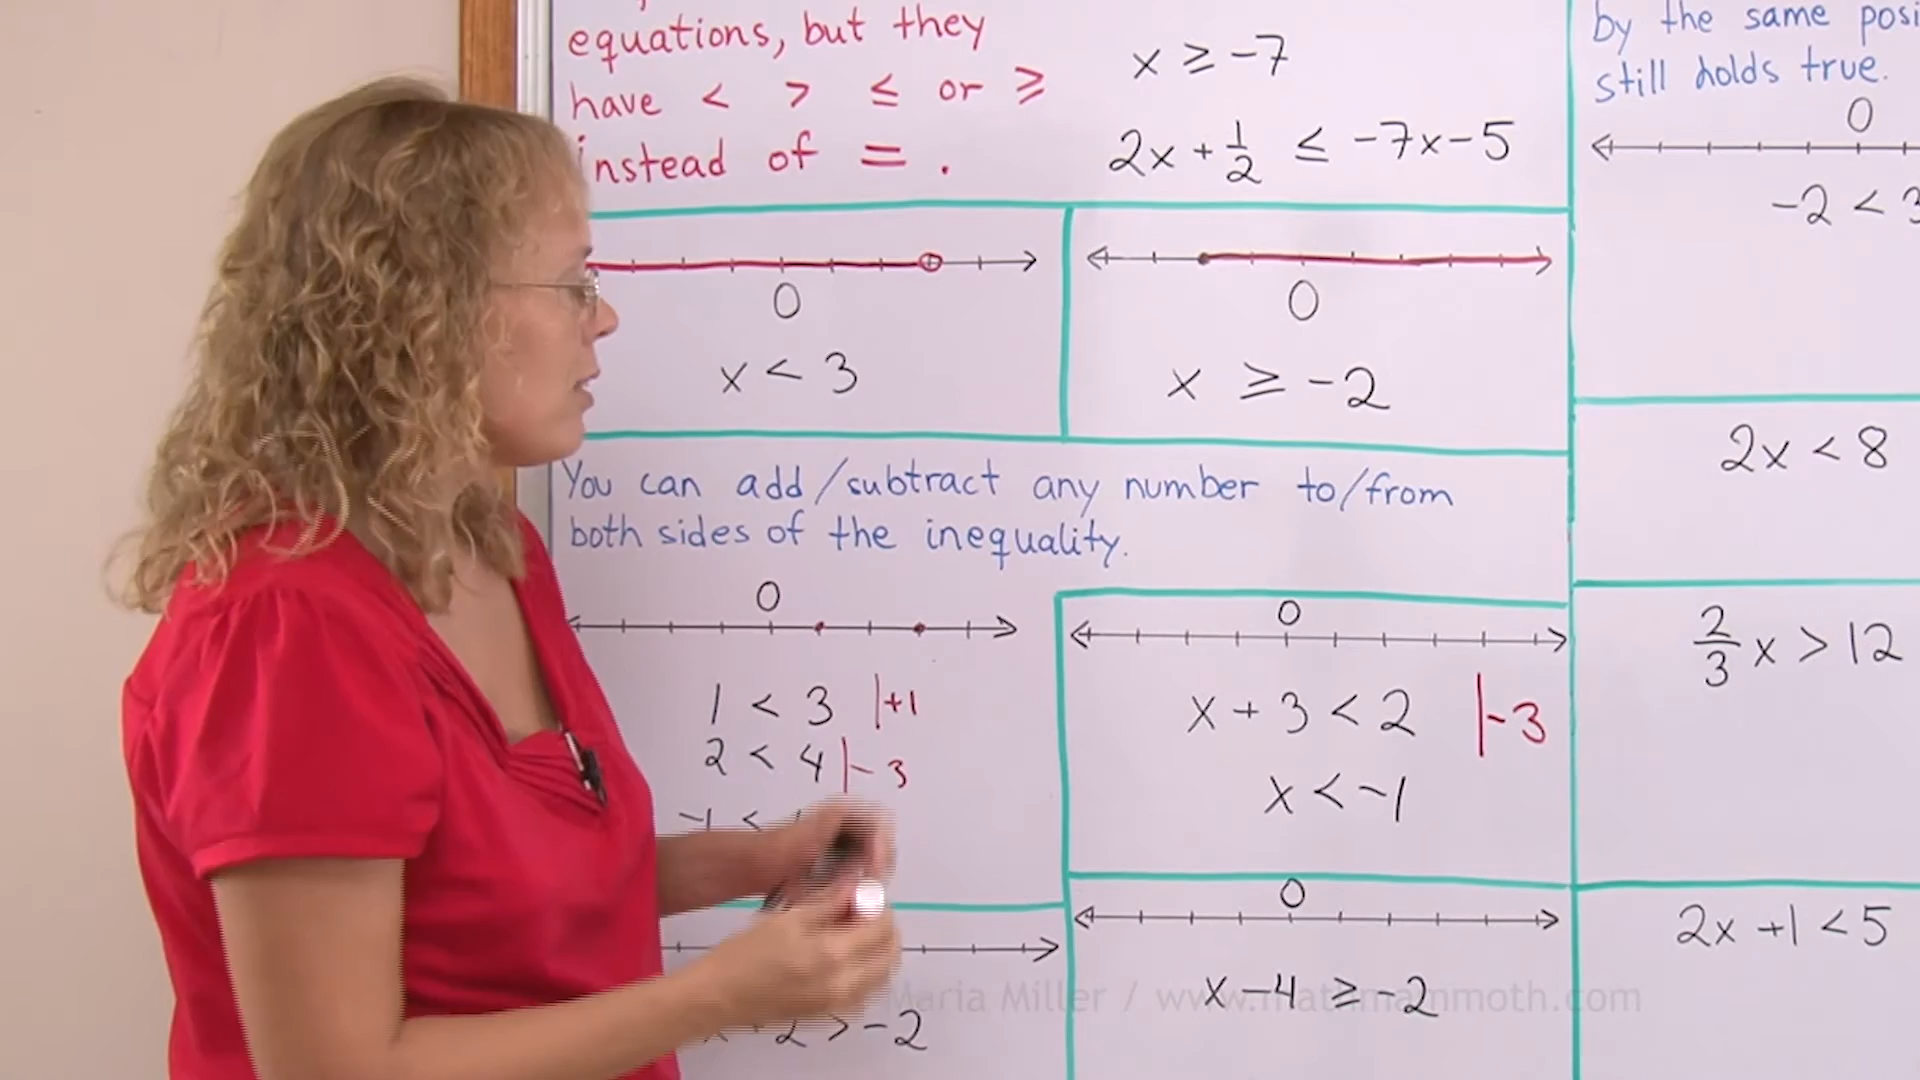 equations, but they
have < > ≤ or ≥
instead of = .
x ≥ -7
2x + 1/2 ≤ -7x - 5
0
x < 3
0
x ≥ -2
You can add/subtract any number to/from
both sides of the inequality.
0
1 < 3 |+1
2 < 4 |-3
-1 <
0
x + 3 < 2 |-3
x < -1
2 > -2
0
x - 4 ≥ -2
by the same
still holds true.
0
-2 < 3
2x < 8
2/3 x > 12
2x + 1 < 5
Maria Miller / www.mathmammoth.com